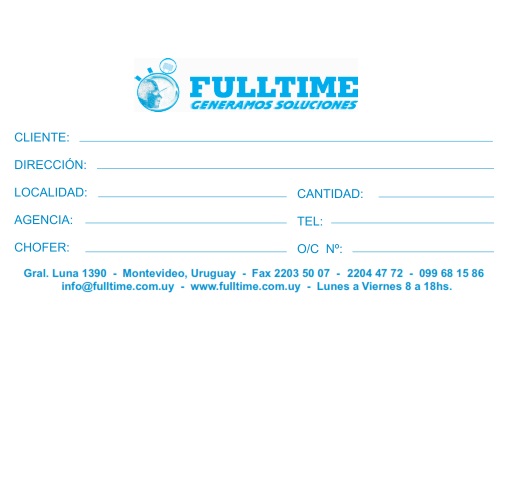 FULLTIME
GENERAMOS SOLUCIONES
CLIENTE:
DIRECCIÓN:
LOCALIDAD: CANTIDAD:
AGENCIA: TEL:
CHOFER: O/C Nº:
Gral. Luna 1390 - Montevideo, Uruguay - Fax 2203 50 07 - 2204 47 72 - 099 68 15 86
info@fulltime.com.uy - www.fulltime.com.uy - Lunes a Viernes 8 a 18hs.